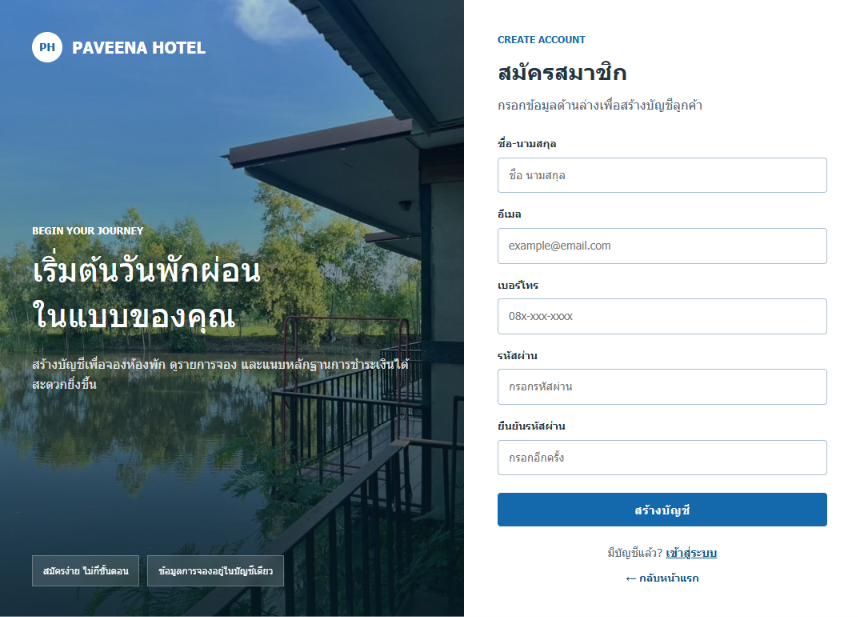 PH PAVEENA HOTEL
BEGIN YOUR JOURNEY
เริ่มต้นวันพักผ่อน
ในแบบของคุณ
สร้างบัญชีเพื่อจองห้องพัก ดูรายการจอง และแนบหลักฐานการชำระเงินได้
สะดวกยิ่งขึ้น
สมัครง่าย ไม่กี่ขั้นตอน
ข้อมูลการจองอยู่ในบัญชีเดียว
CREATE ACCOUNT
สมัครสมาชิก
กรอกข้อมูลด้านล่างเพื่อสร้างบัญชีลูกค้า
ชื่อ-นามสกุล
ชื่อ นามสกุล
อีเมล
example@email.com
เบอร์โทร
08x-xxx-xxxx
รหัสผ่าน
กรอกรหัสผ่าน
ยืนยันรหัสผ่าน
กรอกอีกครั้ง
สร้างบัญชี
มีบัญชีแล้ว? เข้าสู่ระบบ
← กลับหน้าแรก